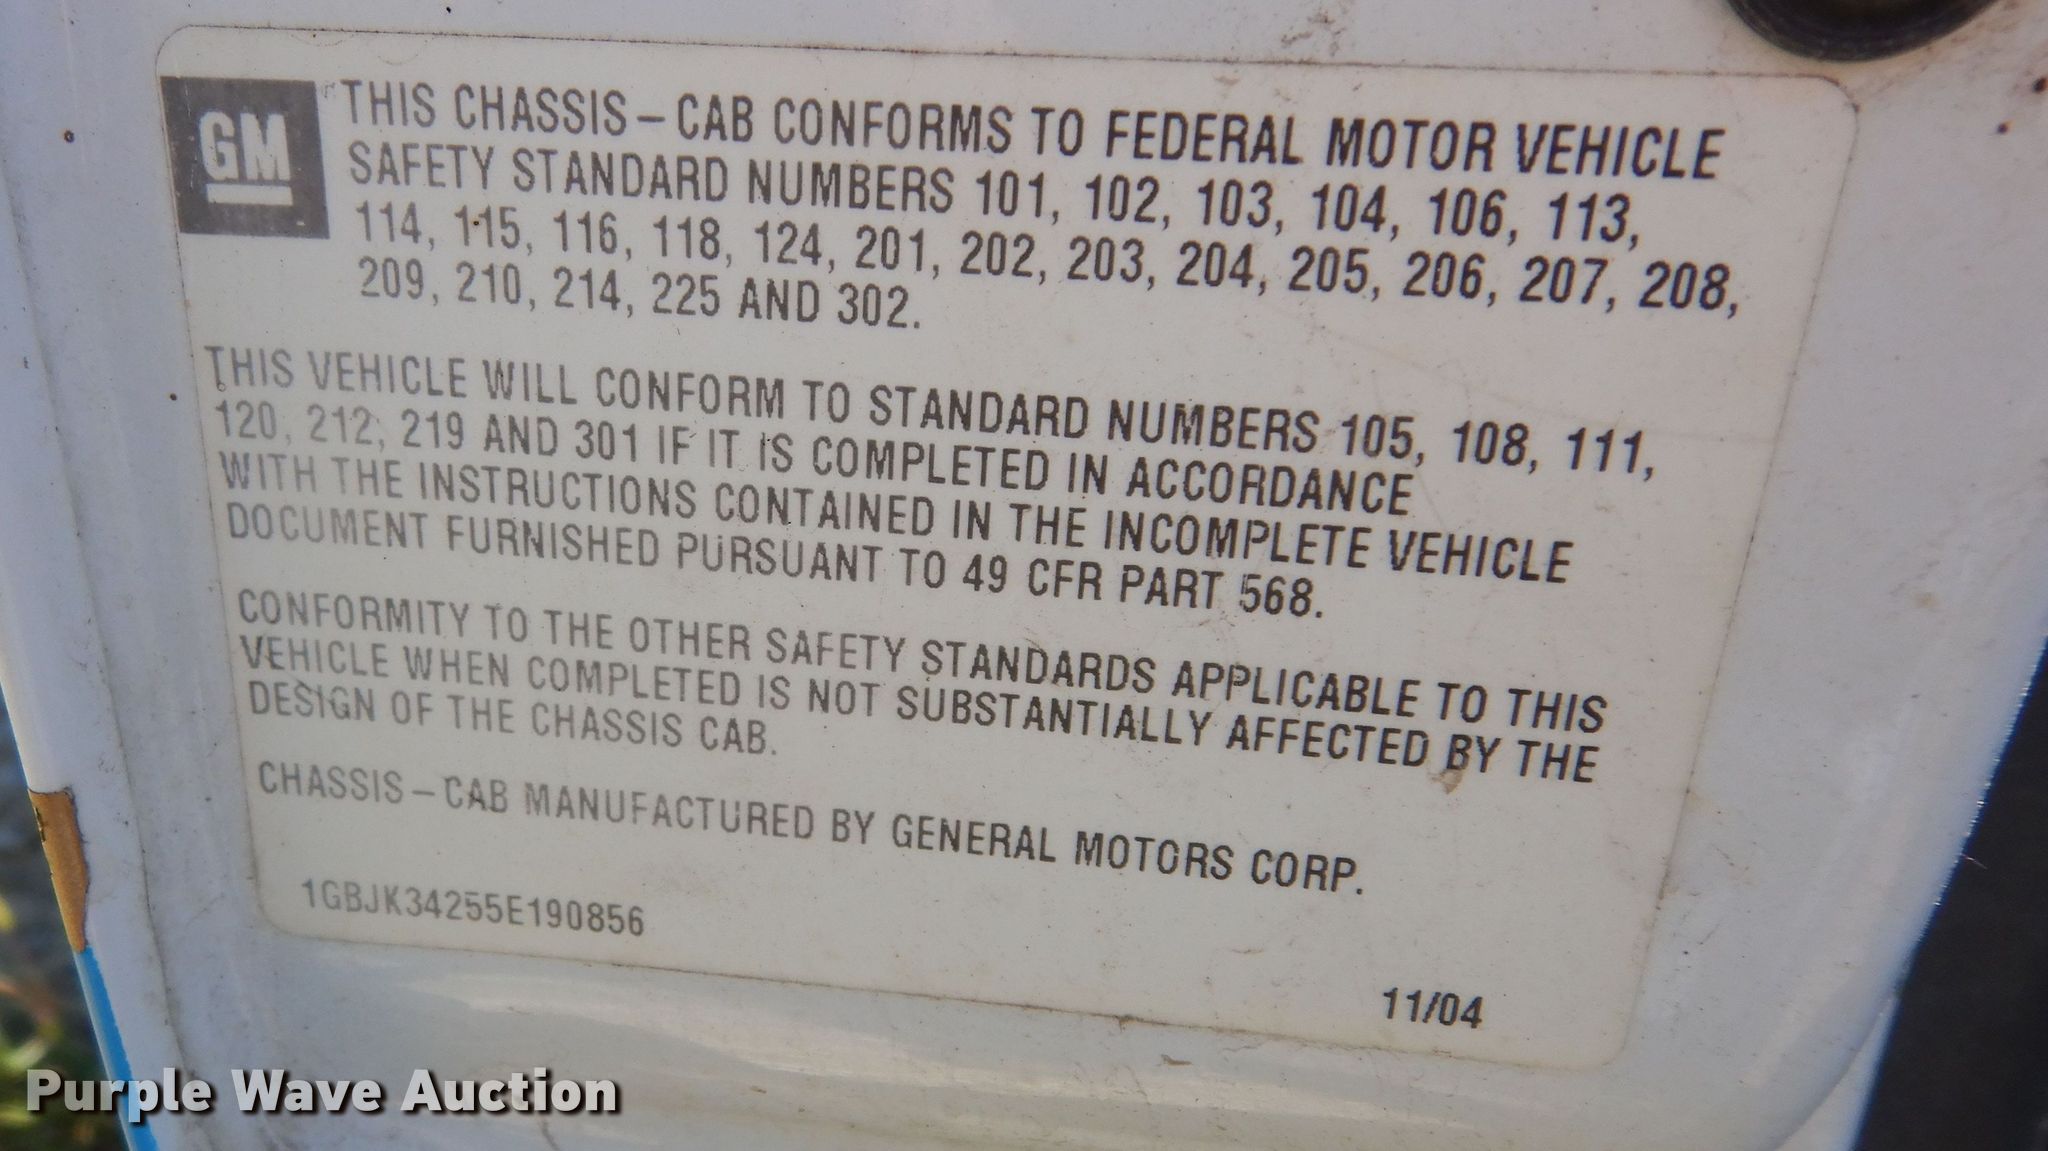 GM
THIS CHASSIS – CAB CONFORMS TO FEDERAL MOTOR VEHICLE
SAFETY STANDARD NUMBERS 101, 102, 103, 104, 106, 113,
114, 115, 116, 118, 124, 201, 202, 203, 204, 205, 206, 207, 208,
209, 210, 214, 225 AND 302.
THIS VEHICLE WILL CONFORM TO STANDARD NUMBERS 105, 108, 111,
120, 212, 219 AND 301 IF IT IS COMPLETED IN ACCORDANCE
WITH THE INSTRUCTIONS CONTAINED IN THE INCOMPLETE VEHICLE
DOCUMENT FURNISHED PURSUANT TO 49 CFR PART 568.
CONFORMITY TO THE OTHER SAFETY STANDARDS APPLICABLE TO THIS
VEHICLE WHEN COMPLETED IS NOT SUBSTANTIALLY AFFECTED BY THE
DESIGN OF THE CHASSIS CAB.
CHASSIS – CAB MANUFACTURED BY GENERAL MOTORS CORP.
1GBJK34255E190856
11/04
Purple Wave Auction